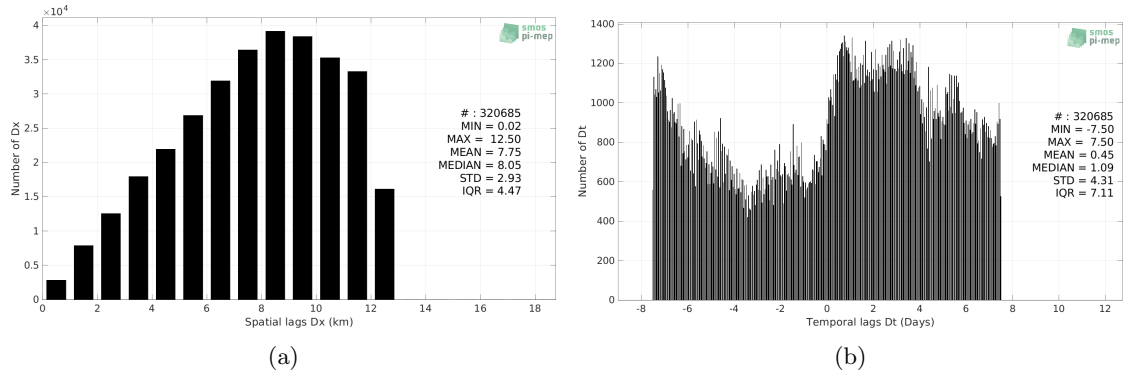 ×10⁴
4
3.5
3
2.5
2
1.5
1
0.5
0
Number of Dx
0 2 4 6 8 10 12 14 16 18
Spatial lags Dx (km)
smos
pi-mep
# : 320685
MIN = 0.02
MAX = 12.50
MEAN = 7.75
MEDIAN = 8.05
STD = 2.93
IQR = 4.47
(a)
1400
1200
1000
800
600
400
200
0
Number of Dt
-8 -6 -4 -2 0 2 4 6 8 10 12
Temporal lags Dt (Days)
smos
pi-mep
# : 320685
MIN = -7.50
MAX = 7.50
MEAN = 0.45
MEDIAN = 1.09
STD = 4.31
IQR = 7.11
(b)